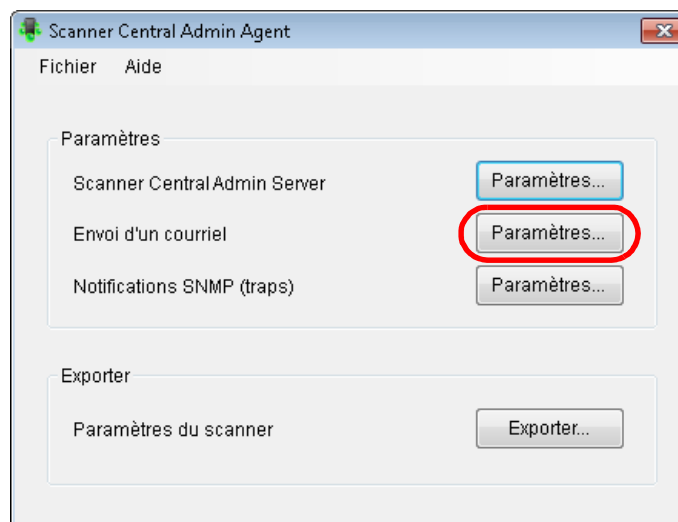 Scanner Central Admin Agent
Fichier Aide
Paramètres
Scanner Central Admin Server Paramètres...
Envoi d'un courriel Paramètres...
Notifications SNMP (traps) Paramètres...
Exporter
Paramètres du scanner Exporter...